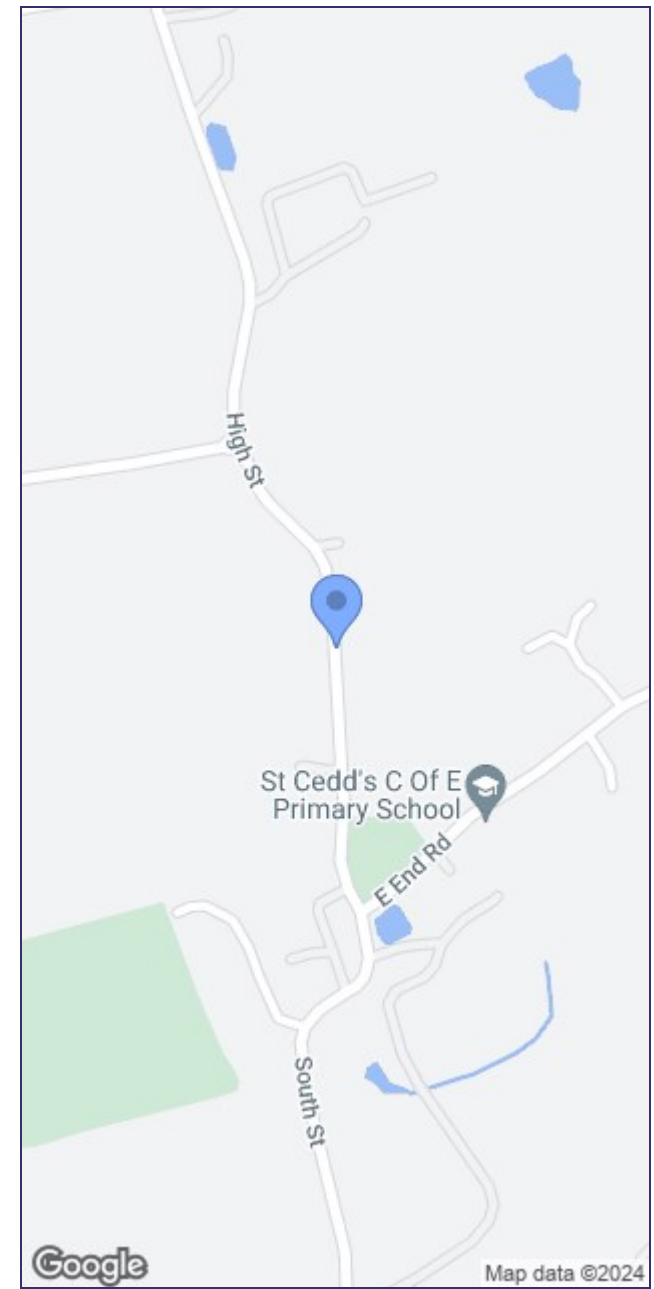 High St
St Cedd's C Of E
Primary School
E End Rd
South St
Google
Map data ©2024